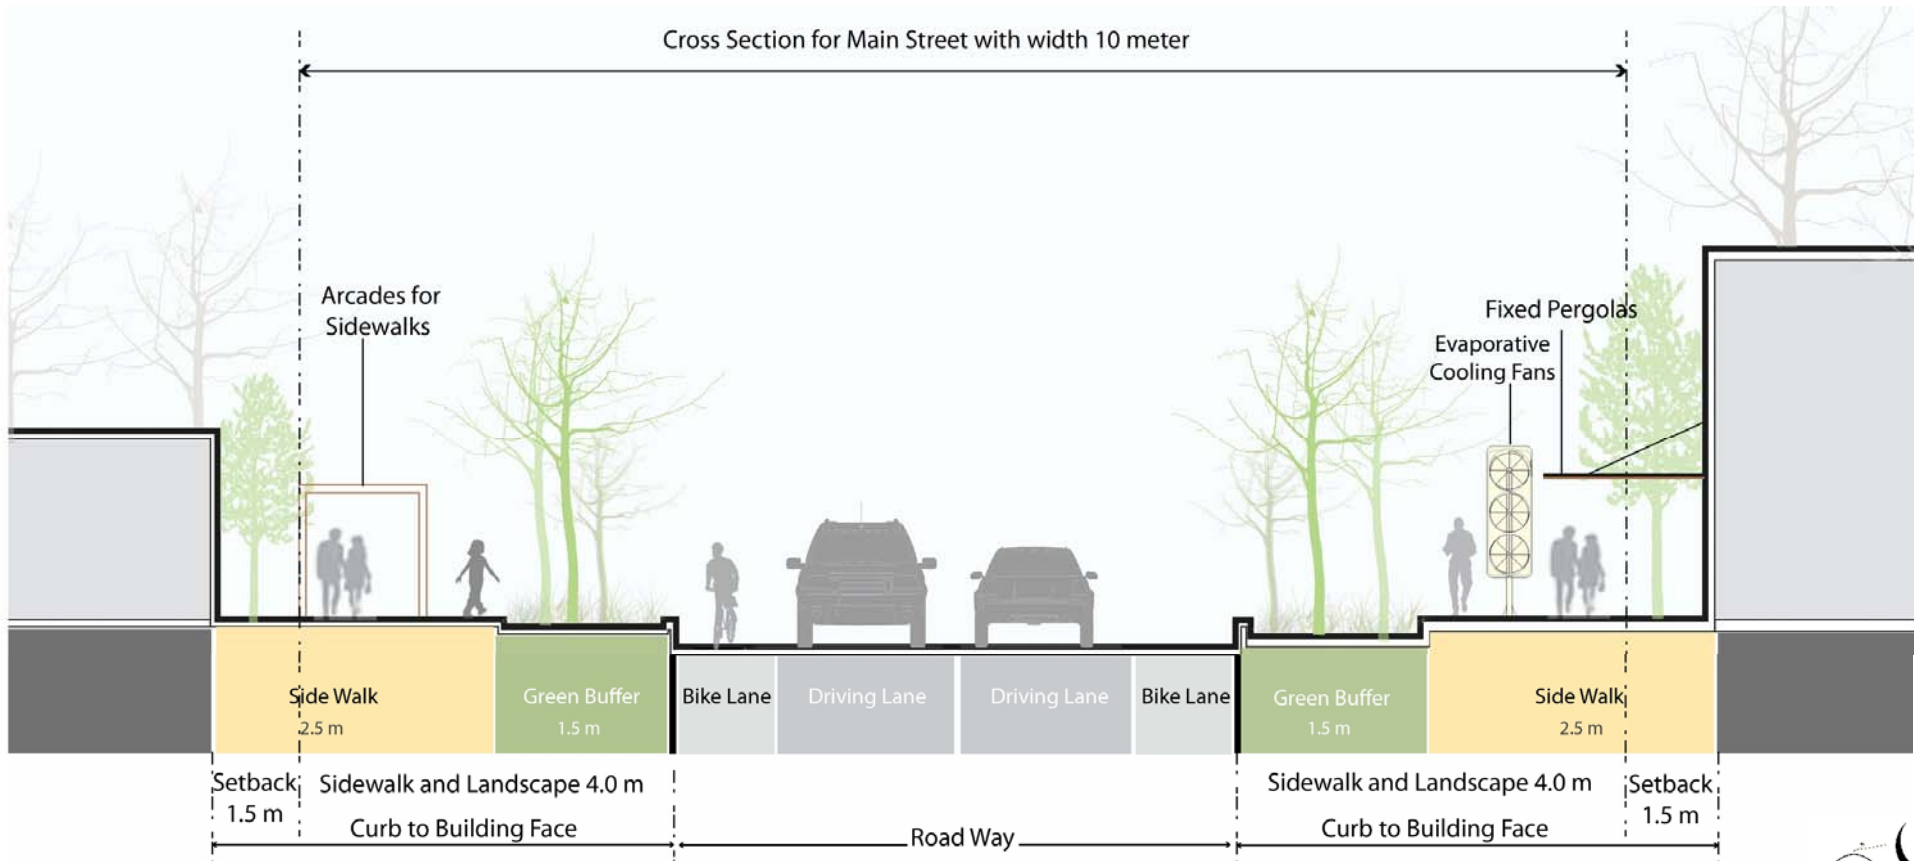 Cross Section for Main Street with width 10 meter
Arcades for
Sidewalks
Fixed Pergolas
Evaporative
Cooling Fans
Side Walk
2.5 m
Green Buffer
1.5 m
Bike Lane
Driving Lane
Driving Lane
Bike Lane
Green Buffer
1.5 m
Side Walk
2.5 m
Setback
1.5 m
Sidewalk and Landscape 4.0 m
Curb to Building Face
Road Way
Sidewalk and Landscape 4.0 m
Curb to Building Face
Setback
1.5 m